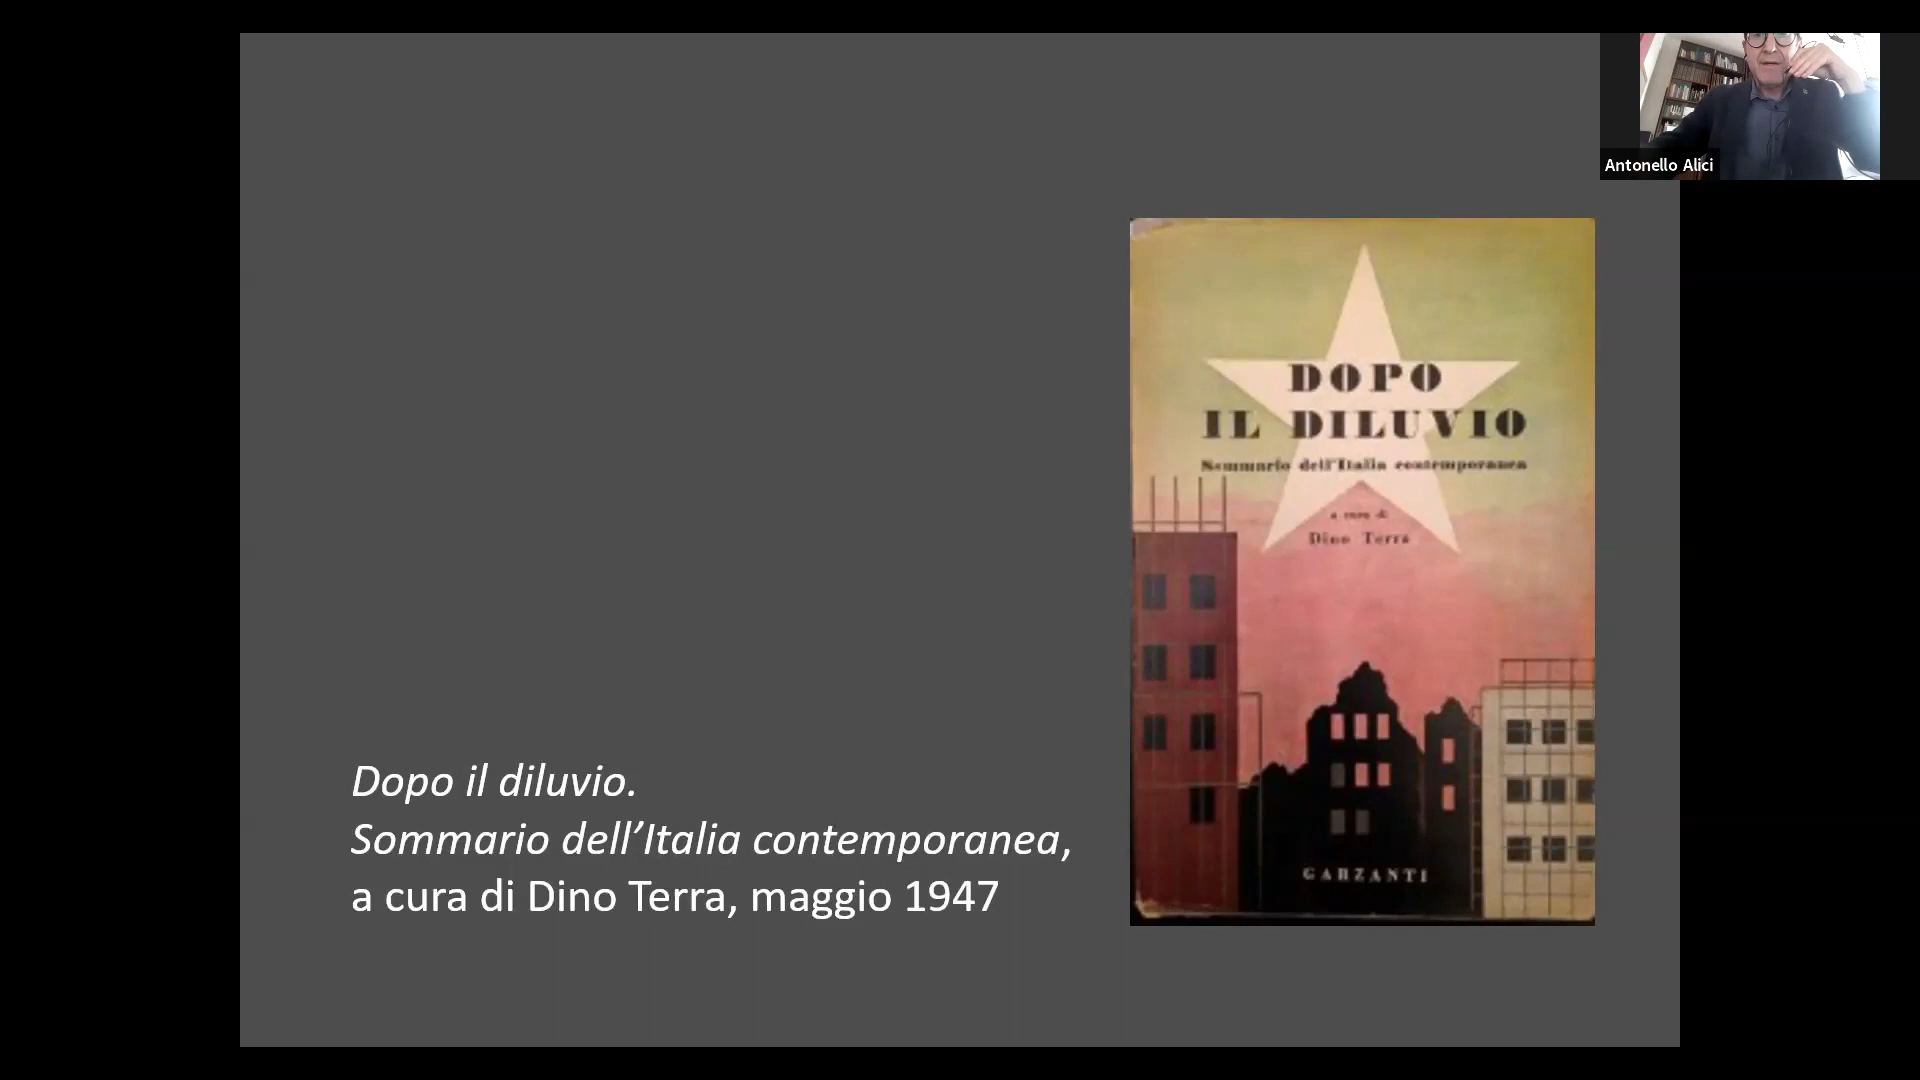 Antonello Alici
DOPO
IL DILUVIO
Sommario dell'Italia contemporanea
a cura di
Dino Terra
GARZANTI
Dopo il diluvio.
Sommario dell’Italia contemporanea,
a cura di Dino Terra, maggio 1947